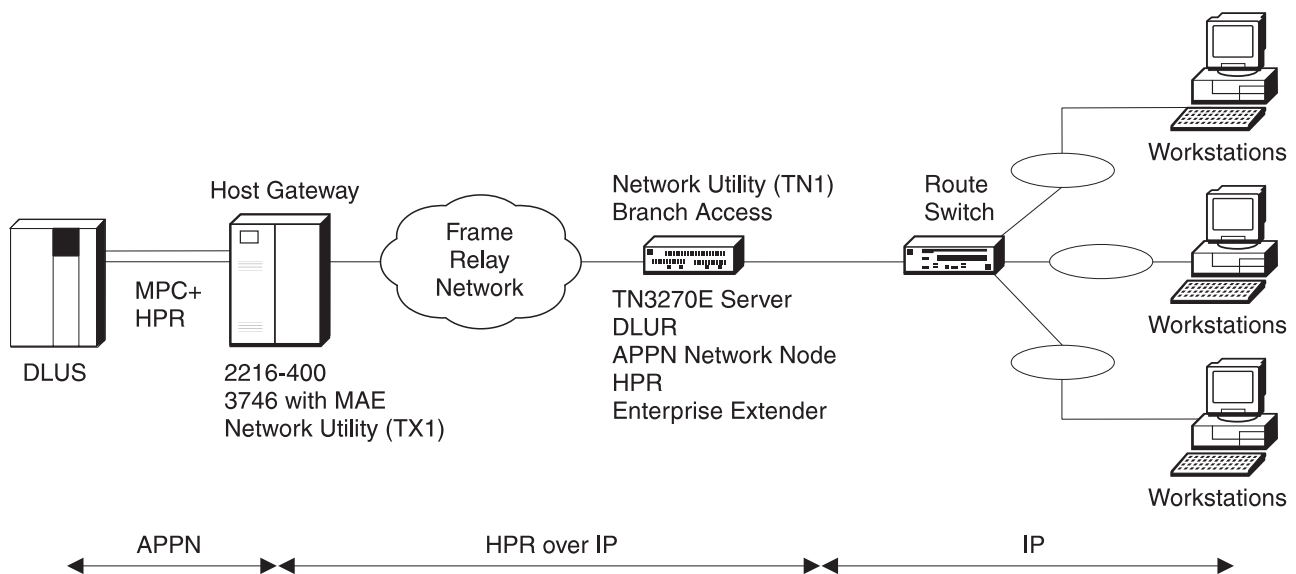 Host Gateway
Frame
Relay
Network
Network Utility (TN1)
Branch Access
Route
Switch
Workstations
Workstations
Workstations
MPC+
HPR
DLUS
2216-400
3746 with MAE
Network Utility (TX1)
TN3270E Server
DLUR
APPN Network Node
HPR
Enterprise Extender
APPN
HPR over IP
IP